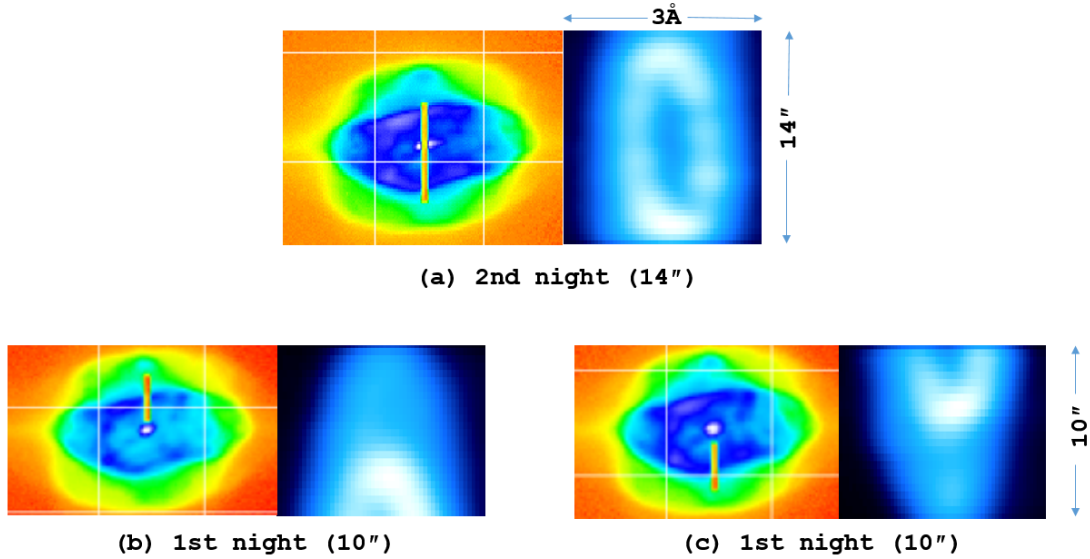 3Å
14″
(a) 2nd night (14″)
10″
(b) 1st night (10″)
(c) 1st night (10″)